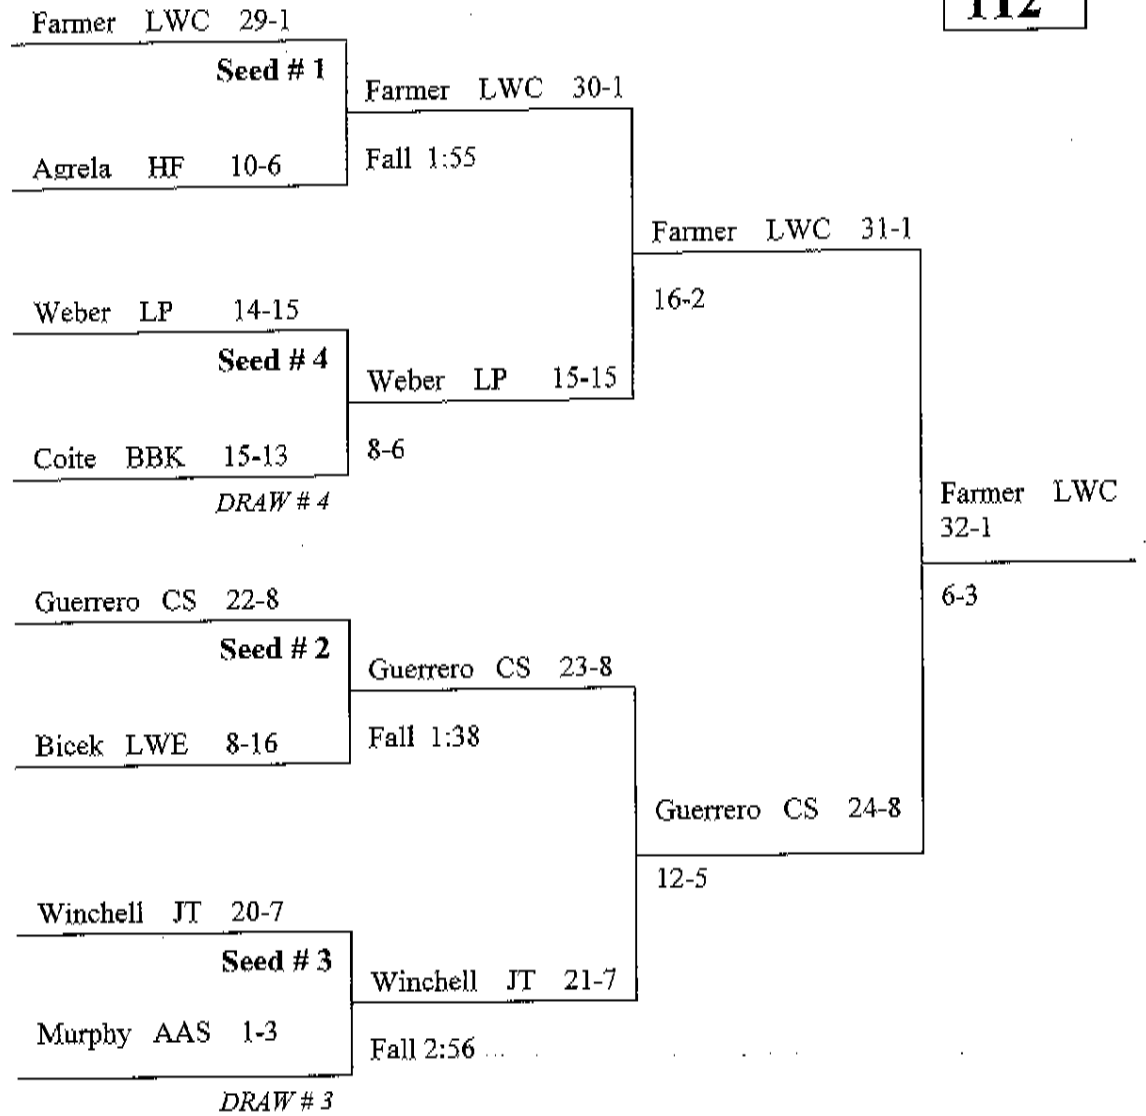 112
Farmer LWC 29-1
Seed # 1
Farmer LWC 30-1
Agrela HF 10-6
Fall 1:55
Farmer LWC 31-1
16-2
Weber LP 14-15
Seed # 4
Weber LP 15-15
Coite BBK 15-13
8-6
DRAW # 4
Farmer LWC
32-1
6-3
Guerrero CS 22-8
Seed # 2
Guerrero CS 23-8
Bicek LWE 8-16
Fall 1:38
Guerrero CS 24-8
12-5
Winchell JT 20-7
Seed # 3
Winchell JT 21-7
Murphy AAS 1-3
Fall 2:56
DRAW # 3